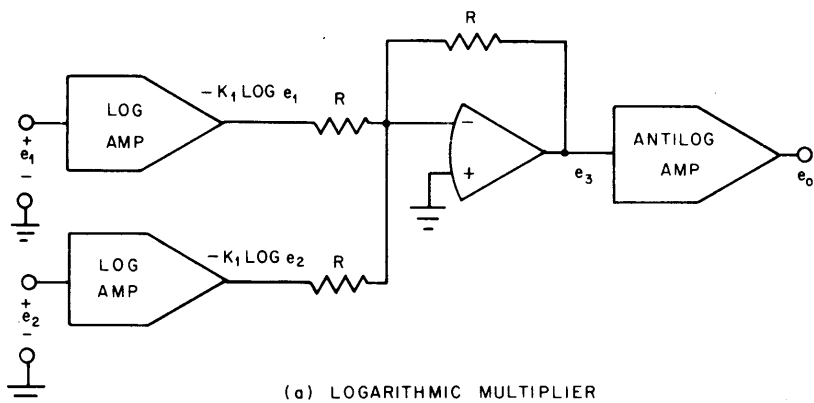 R
LOG
AMP
−K₁ LOG e₁
R
+
e₁
−
−
+
e₃
ANTILOG
AMP
e₀
LOG
AMP
−K₁ LOG e₂
R
+
e₂
−
(a) LOGARITHMIC MULTIPLIER